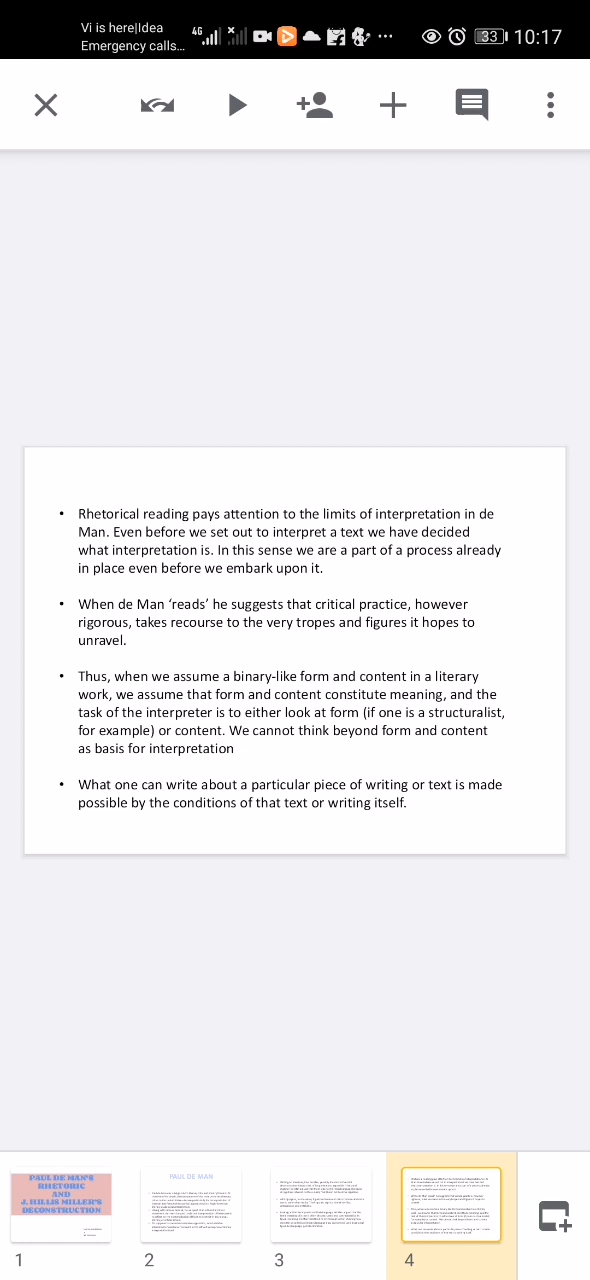 Vi is here|Idea
Emergency calls...
4G
33
10:17
• Rhetorical reading pays attention to the limits of interpretation in de
Man. Even before we set out to interpret a text we have decided
what interpretation is. In this sense we are a part of a process already
in place even before we embark upon it.
• When de Man ‘reads’ he suggests that critical practice, however
rigorous, takes recourse to the very tropes and figures it hopes to
unravel.
• Thus, when we assume a binary-like form and content in a literary
work, we assume that form and content constitute meaning, and the
task of the interpreter is to either look at form (if one is a structuralist,
for example) or content. We cannot think beyond form and content
as basis for interpretation
• What one can write about a particular piece of writing or text is made
possible by the conditions of that text or writing itself.
PAUL DE MAN'S
RHETORIC
AND
J. HILLIS MILLER'S
DECONSTRUCTION
PAUL DE MAN
1
2
3
4